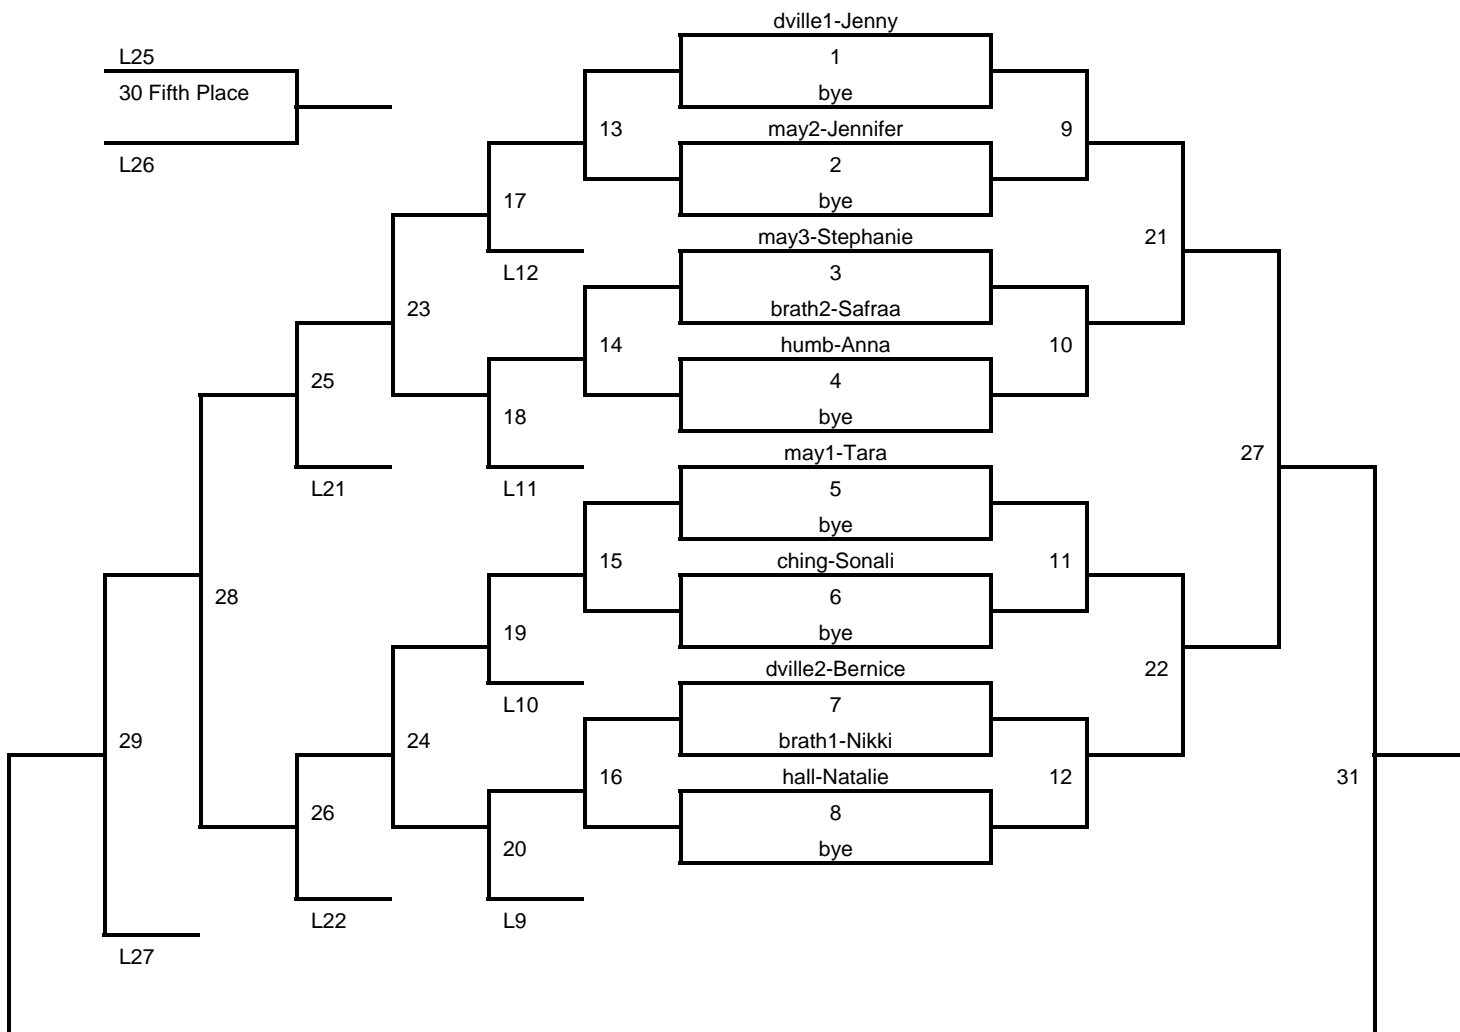 dville1-Jenny
L25
1
30 Fifth Place
bye
13
may2-Jennifer
9
L26
2
17
bye
may3-Stephanie
21
L12
3
23
brath2-Safraa
14
humb-Anna
10
25
4
18
bye
may1-Tara
27
L21
L11
5
bye
15
ching-Sonali
11
28
6
19
bye
dville2-Bernice
22
L10
7
29
24
brath1-Nikki
16
hall-Natalie
12
31
26
8
20
bye
L22
L9
L27